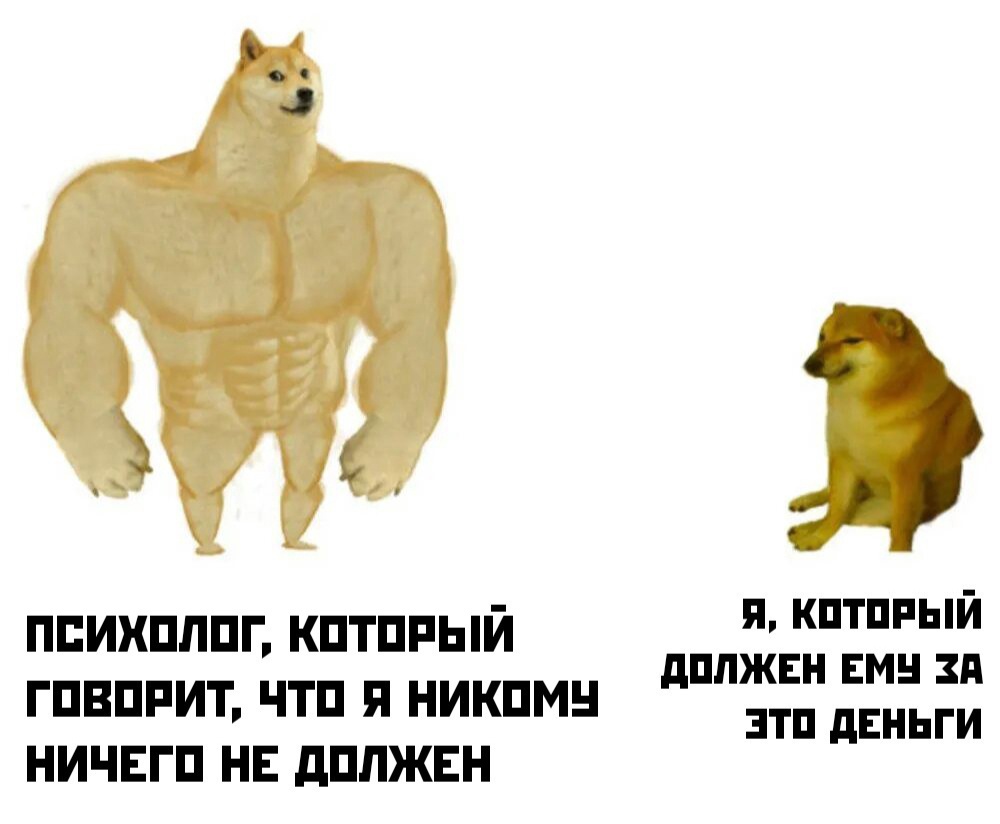 ПСИХОЛОГ, КОТОРЫЙ
ГОВОРИТ, ЧТО Я НИКОМУ
НИЧЕГО НЕ ДОЛЖЕН
Я, КОТОРЫЙ
ДОЛЖЕН ЕМУ ЗА
ЭТО ДЕНЬГИ